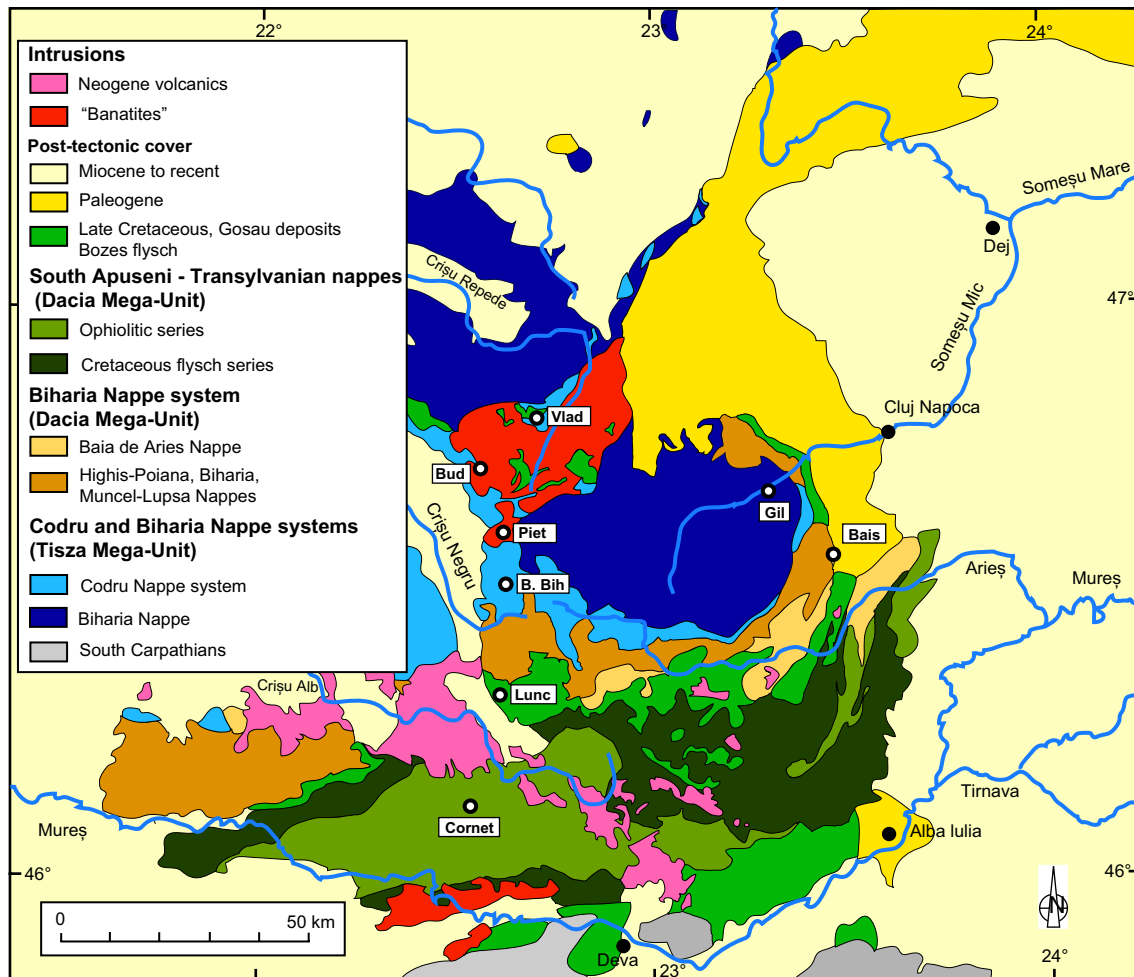 22°
23°
24°
Intrusions
Neogene volcanics
“Banatites”
Post-tectonic cover
Miocene to recent
Paleogene
Late Cretaceous, Gosau deposits
Bozes flysch
South Apuseni - Transylvanian nappes
(Dacia Mega-Unit)
Ophiolitic series
Cretaceous flysch series
Biharia Nappe system
(Dacia Mega-Unit)
Baia de Aries Nappe
Highis-Poiana, Biharia,
Muncel-Lupsa Nappes
Codru and Biharia Nappe systems
(Tisza Mega-Unit)
Codru Nappe system
Biharia Nappe
South Carpathians
Someșu Mare
Dej
Crișu Repede
47°
Someșu Mic
Cluj Napoca
Vlad
Bud
Gil
Crișu Negru
Piet
Bais
B. Bih
Arieș
Mureș
Crișu Alb
Lunc
Tirnava
Mureș
Cornet
Alba Iulia
46°
46°
N
0
50 km
Deva
23°
24°